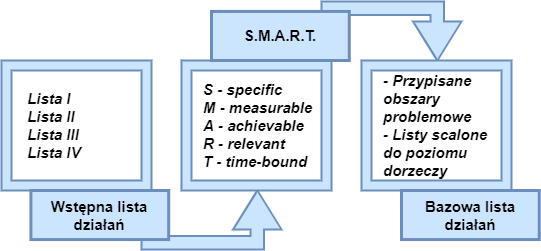 Lista I
Lista II
Lista III
Lista IV
Wstępna lista
działań
S.M.A.R.T.
S - specific
M - measurable
A - achievable
R - relevant
T - time-bound
- Przypisane
obszary
problemowe
- Listy scalone
do poziomu
dorzeczy
Bazowa lista
działań